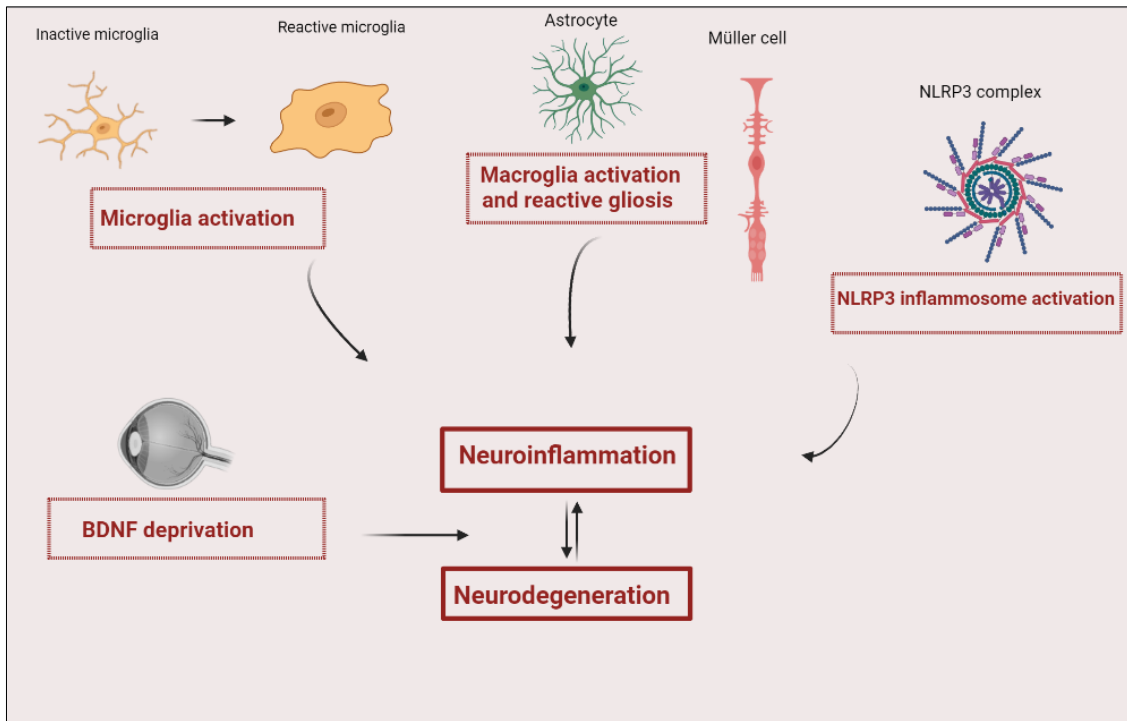 Inactive microglia
Reactive microglia
Astrocyte
Müller cell
NLRP3 complex
Microglia activation
Macroglia activation
and reactive gliosis
NLRP3 inflammosome activation
BDNF deprivation
Neuroinflammation
Neurodegeneration